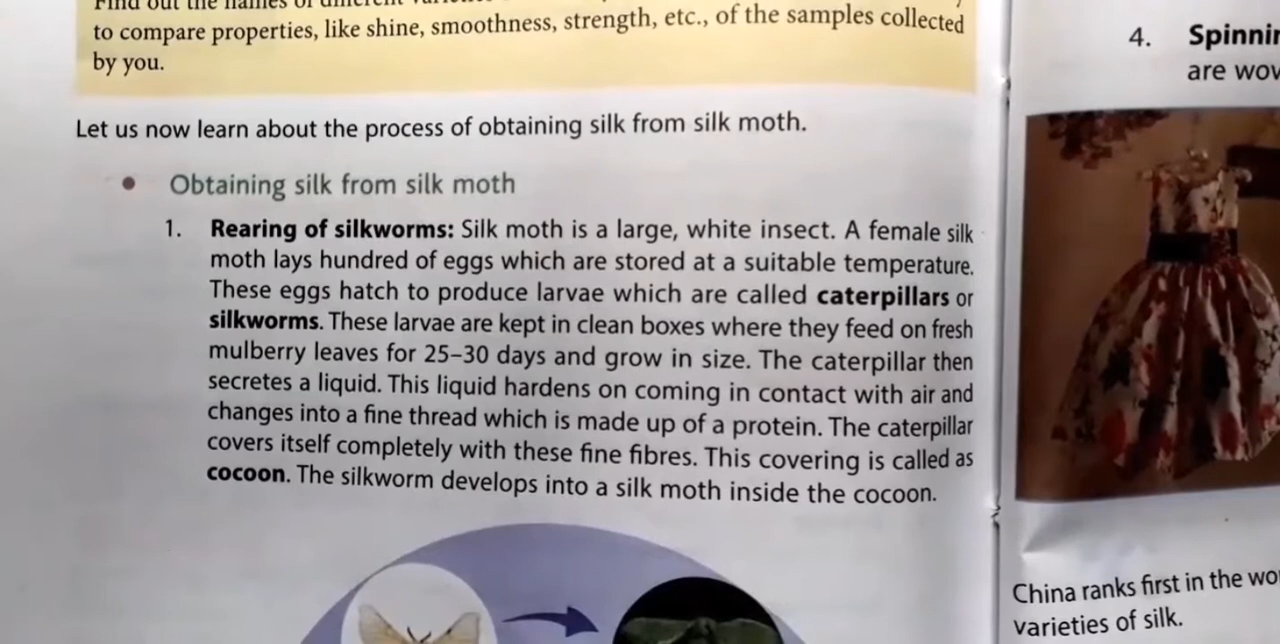 Find out the names of different
to compare properties, like shine, smoothness, strength, etc., of the samples collected
by you.
Let us now learn about the process of obtaining silk from silk moth.
• Obtaining silk from silk moth
1. Rearing of silkworms: Silk moth is a large, white insect. A female silk
moth lays hundred of eggs which are stored at a suitable temperature.
These eggs hatch to produce larvae which are called caterpillars or
silkworms. These larvae are kept in clean boxes where they feed on fresh
mulberry leaves for 25–30 days and grow in size. The caterpillar then
secretes a liquid. This liquid hardens on coming in contact with air and
changes into a fine thread which is made up of a protein. The caterpillar
covers itself completely with these fine fibres. This covering is called as
cocoon. The silkworm develops into a silk moth inside the cocoon.
4. Spinnin
are wov
China ranks first in the wo
varieties of silk.